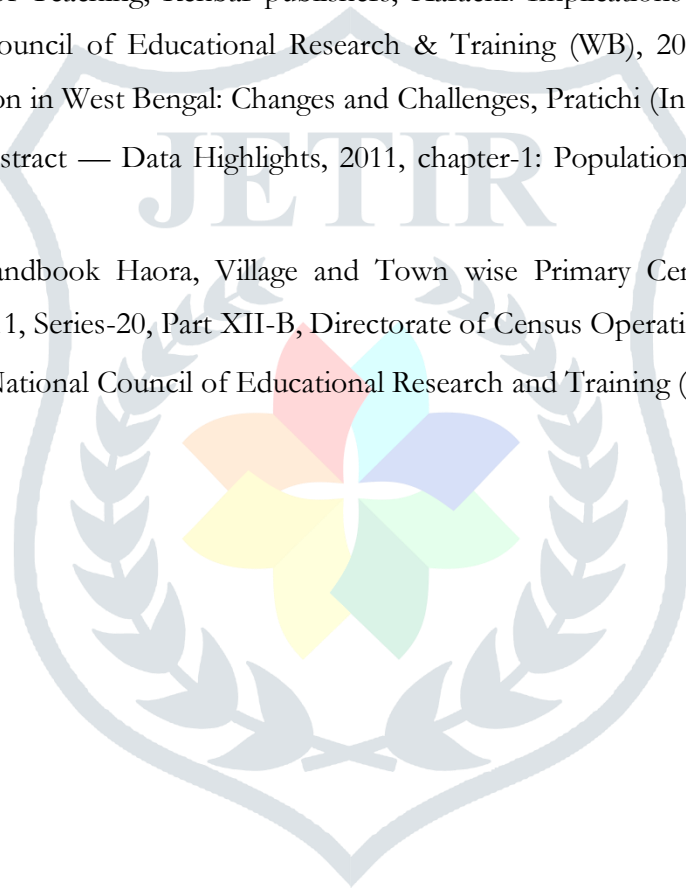 Teaching, Rehbar publishers, Karachi. Implications
ouncil of Educational Research & Training (WB), 20
on in West Bengal: Changes and Challenges, Pratichi (In
stract — Data Highlights, 2011, chapter-1: Population
andbook Haora, Village and Town wise Primary Cen
1, Series-20, Part XII-B, Directorate of Census Operati
National Council of Educational Research and Training (
JETIR